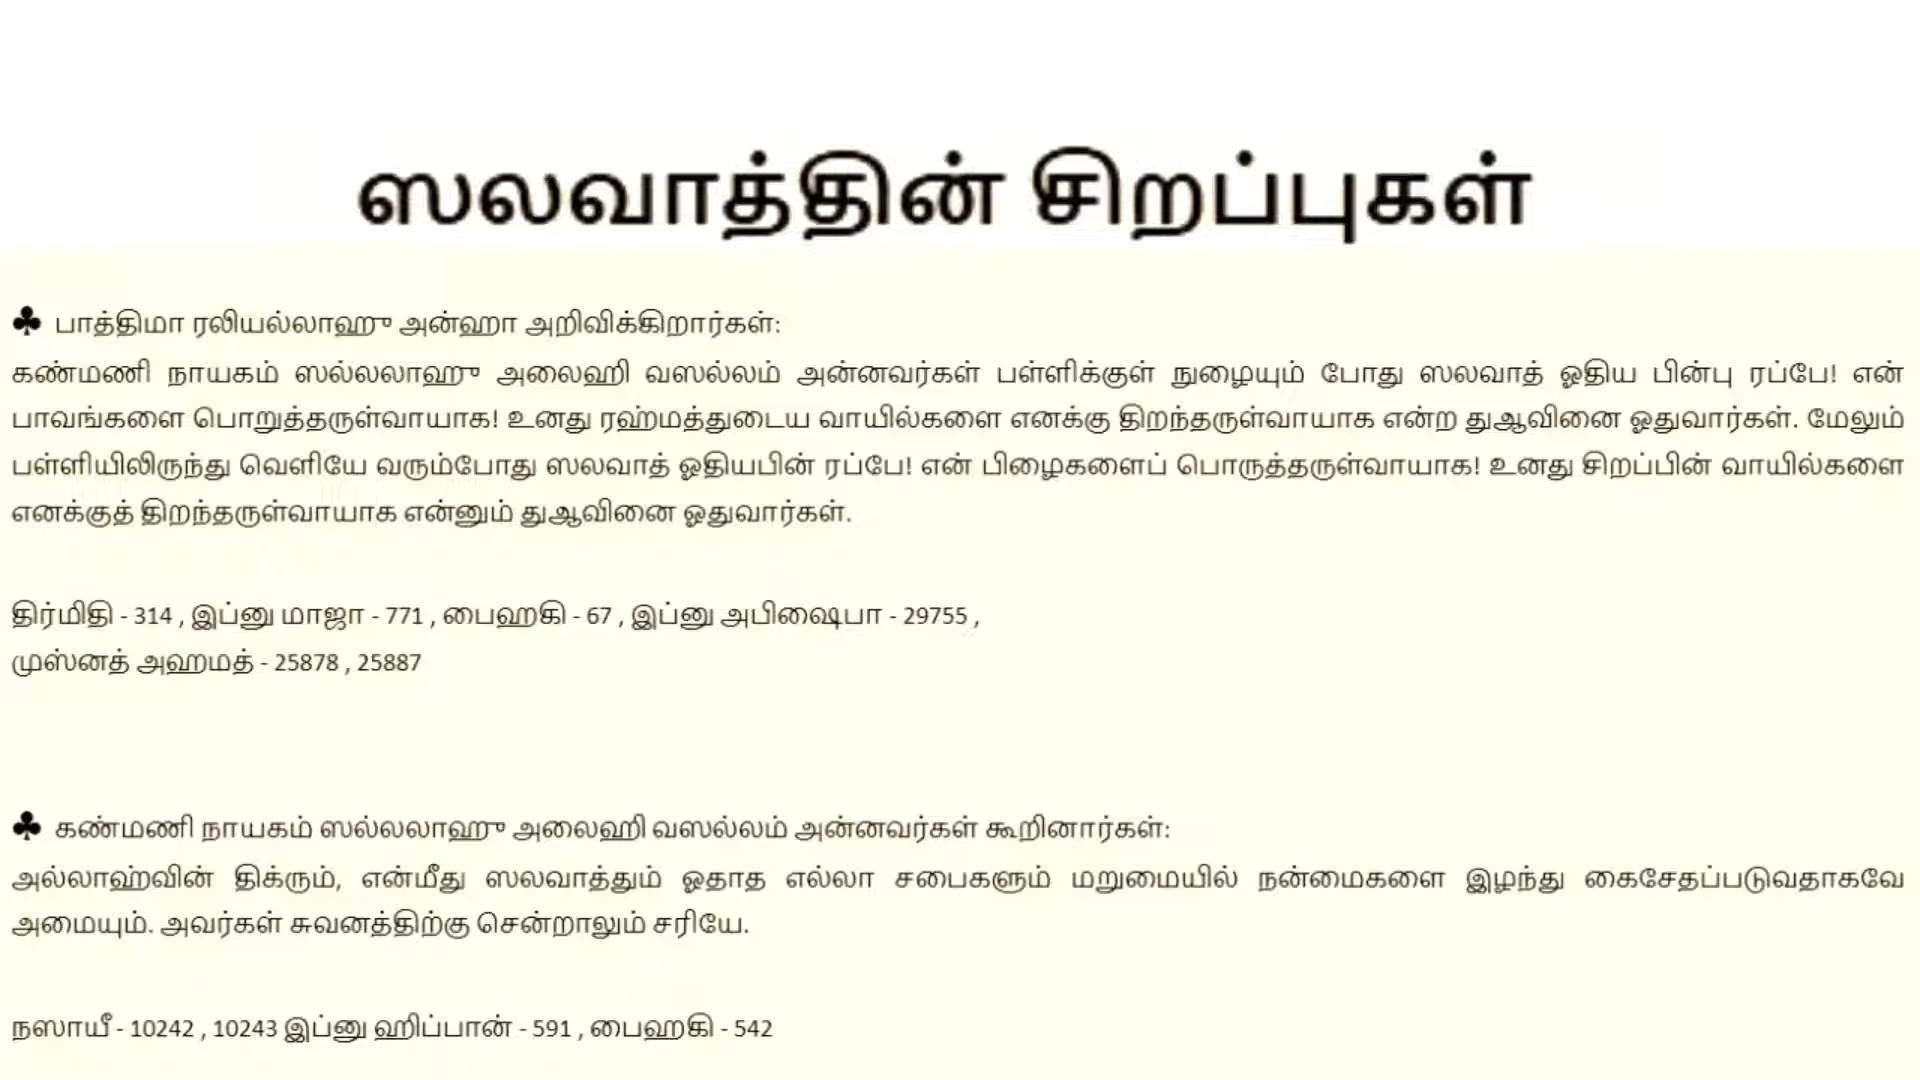 ஸலவாத்தின் சிறப்புகள்
♣ பாத்திமா ரலியல்லாஹு அன்ஹா அறிவிக்கிறார்கள்:
கண்மணி நாயகம் ஸல்லலாஹு அலைஹி வஸல்லம் அன்னவர்கள் பள்ளிக்குள் நுழையும் போது ஸலவாத் ஓதிய பின்பு ரப்பே! என்
பாவங்களை பொறுத்தருள்வாயாக! உனது ரஹ்மத்துடைய வாயில்களை எனக்கு திறந்தருள்வாயாக என்ற துஆவினை ஓதுவார்கள். மேலும்
பள்ளியிலிருந்து வெளியே வரும்போது ஸலவாத் ஓதியபின் ரப்பே! என் பிழைகளைப் பொருத்தருள்வாயாக! உனது சிறப்பின் வாயில்களை
எனக்குத் திறந்தருள்வாயாக என்னும் துஆவினை ஓதுவார்கள்.
திர்மிதி - 314 , இப்னு மாஜா - 771 , பைஹகி - 67 , இப்னு அபிஷைபா - 29755 ,
முஸ்னத் அஹமத் - 25878 , 25887
♣ கண்மணி நாயகம் ஸல்லலாஹு அலைஹி வஸல்லம் அன்னவர்கள் கூறினார்கள்:
அல்லாஹ்வின் திக்ரும், என்மீது ஸலவாத்தும் ஓதாத எல்லா சபைகளும் மறுமையில் நன்மைகளை இழந்து கைசேதப்படுவதாகவே
அமையும். அவர்கள் சுவனத்திற்கு சென்றாலும் சரியே.
நஸாயீ - 10242 , 10243 இப்னு ஹிப்பான் - 591 , பைஹகி - 542